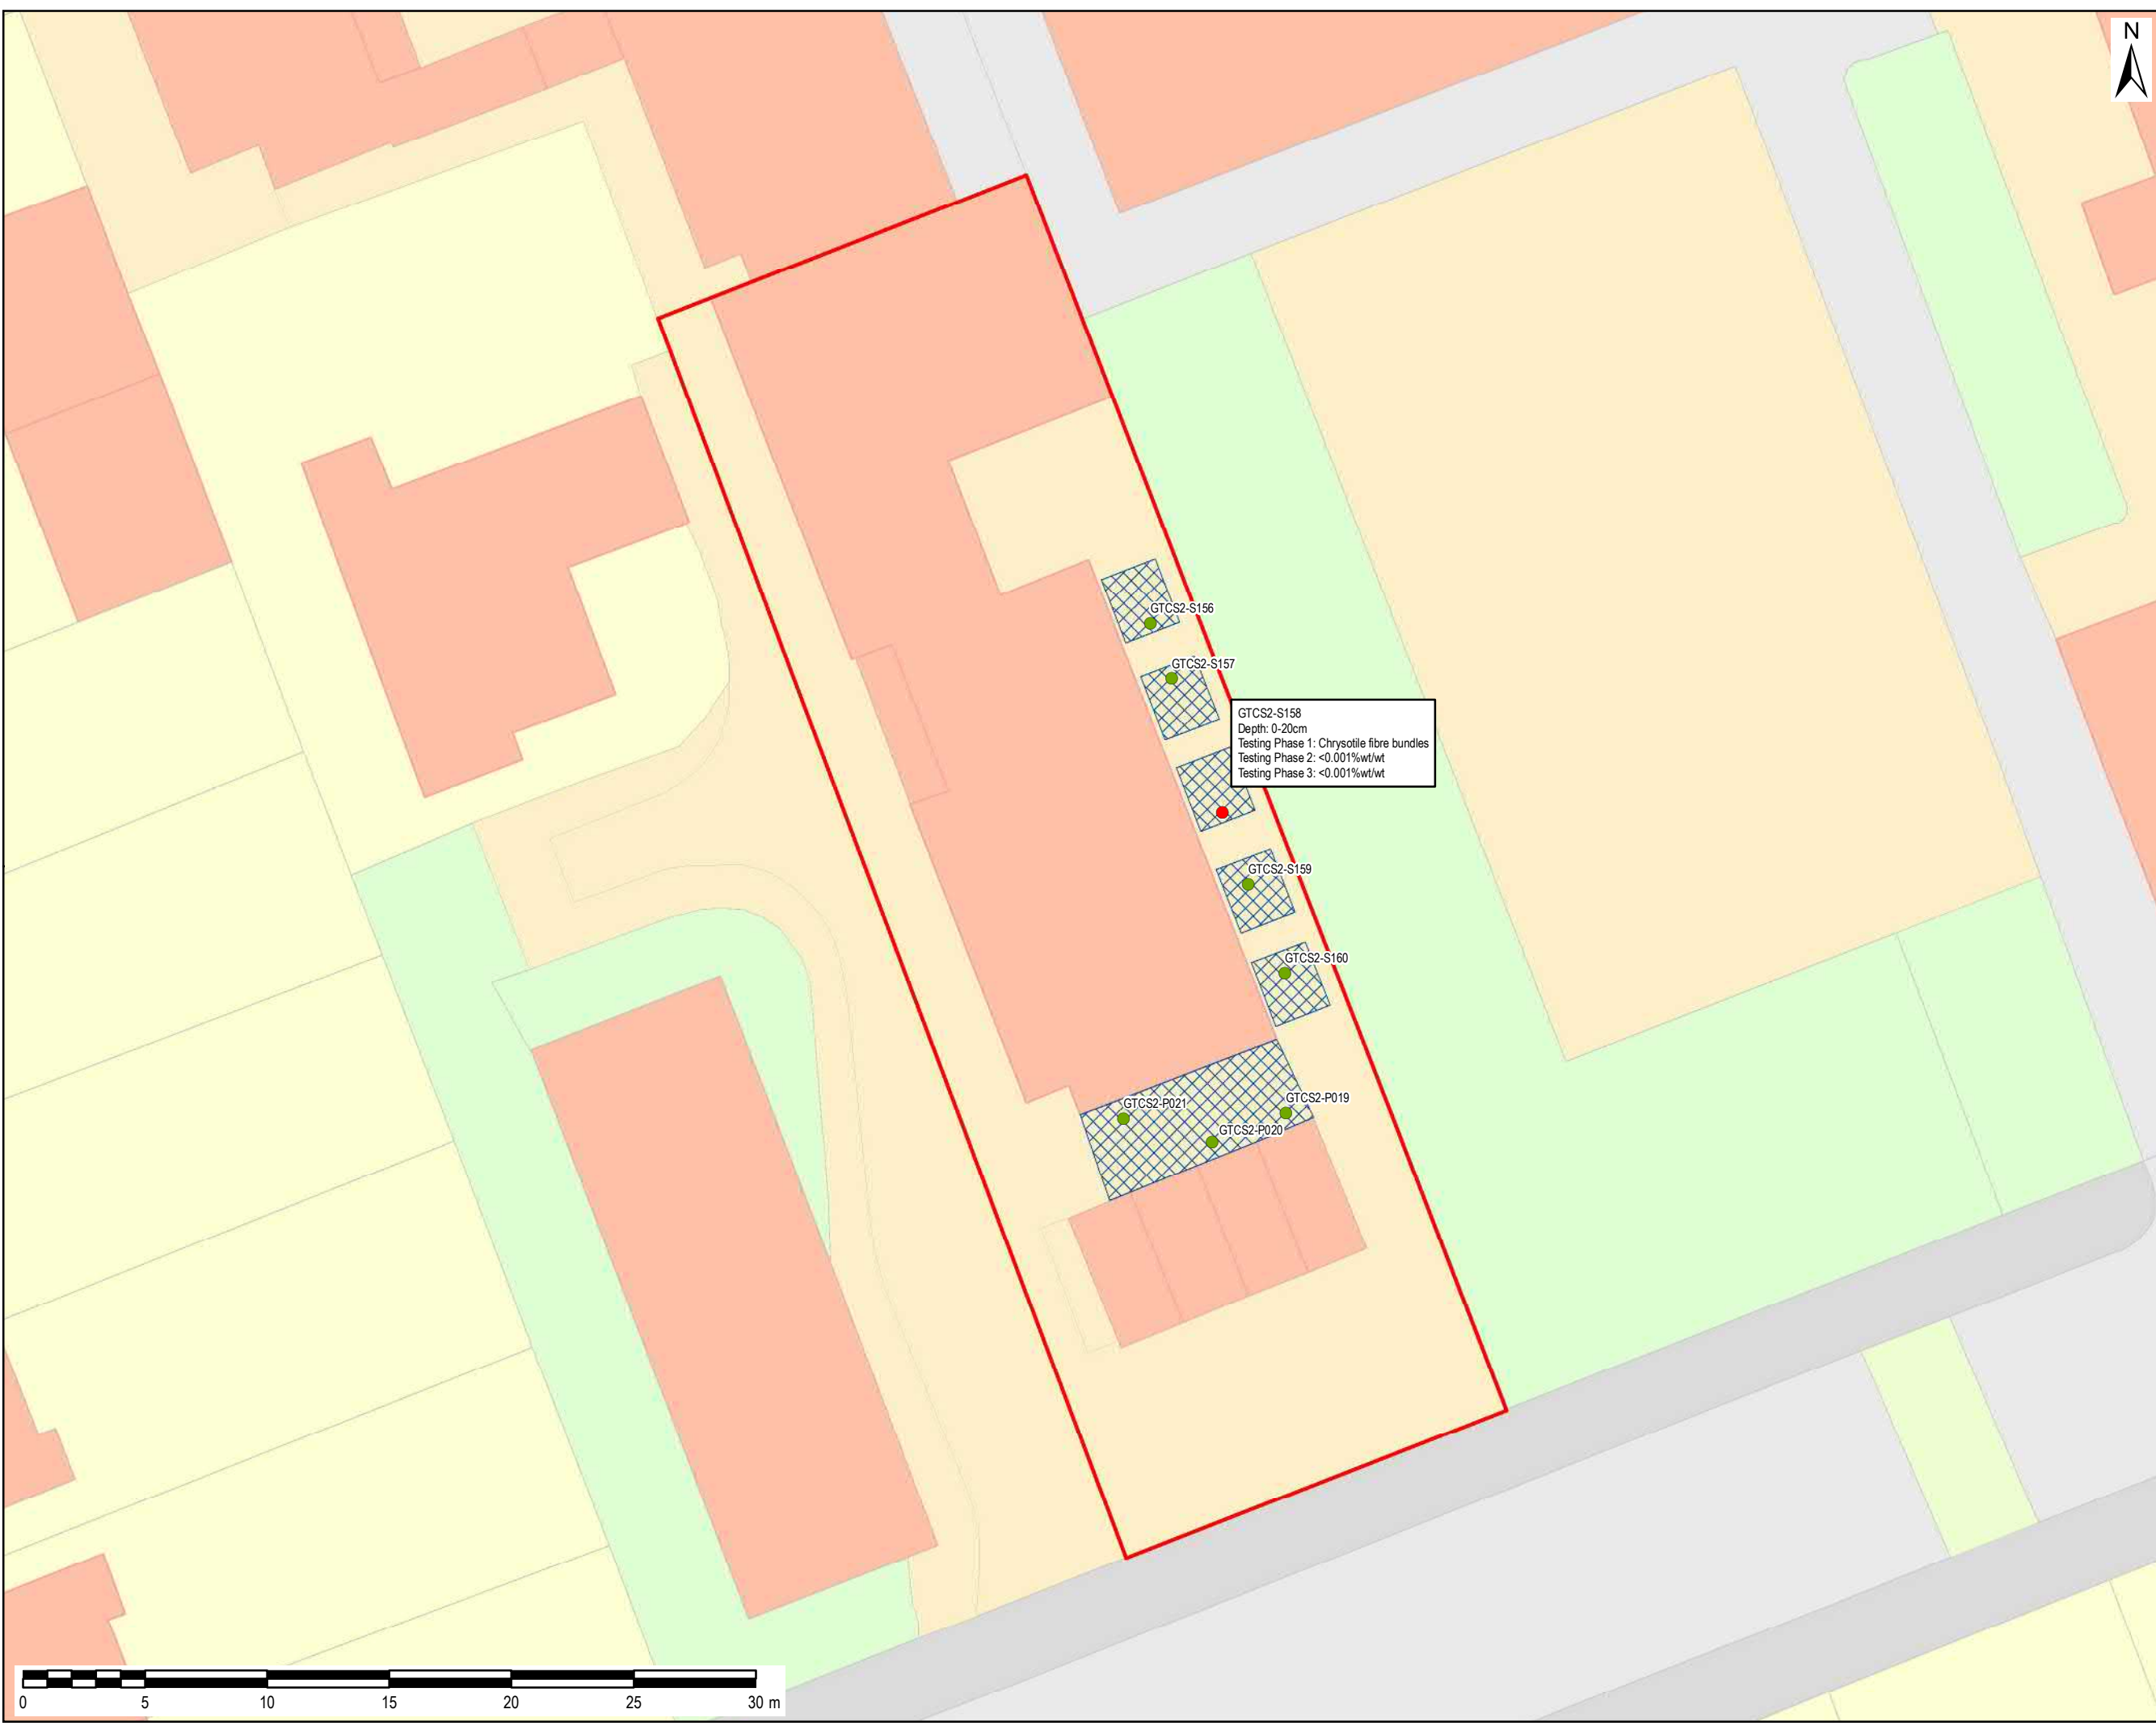 N
GTCS2-S156
GTCS2-S157
GTCS2-S158
Depth: 0-20cm
Testing Phase 1: Chrysotile fibre bundles
Testing Phase 2: <0.001%wt/wt
Testing Phase 3: <0.001%wt/wt
GTCS2-S159
GTCS2-S160
GTCS2-P021
GTCS2-P019
GTCS2-P020
0 5 10 15 20 25 30 m